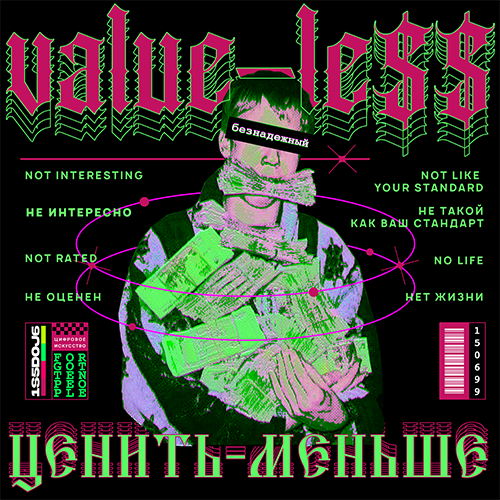 value-le$$
безнадежный
NOT INTERESTING
NOT LIKE
YOUR STANDARD
НЕ ИНТЕРЕСНО
НЕ ТАКОЙ
КАК ВАШ СТАНДАРТ
NOT RATED
NO LIFE
НЕ ОЦЕНЕН
НЕТ ЖИЗНИ
ЦИФРОВОЕ
ИСКУССТВО
150699
ЦЕНИТЬ-МЕНЬШЕ